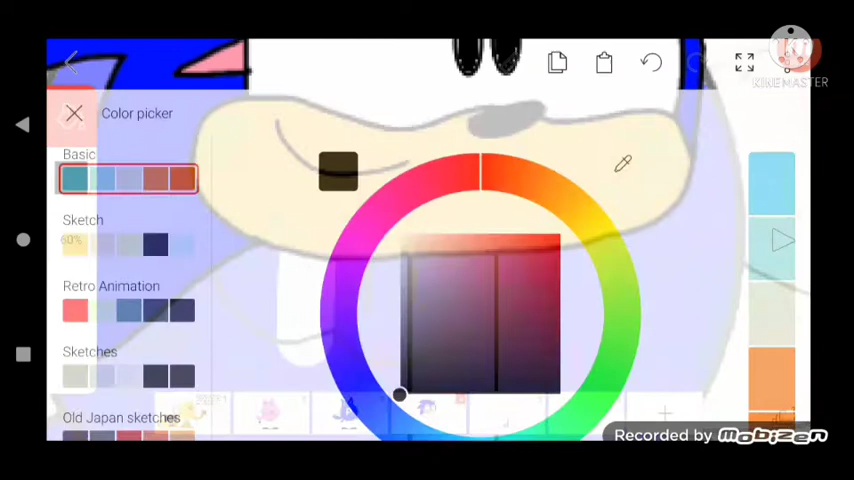 KINEMASTER
Color picker
Basic
Sketch
60%
Retro Animation
Sketches
Old Japan sketches
Recorded by Mobizen